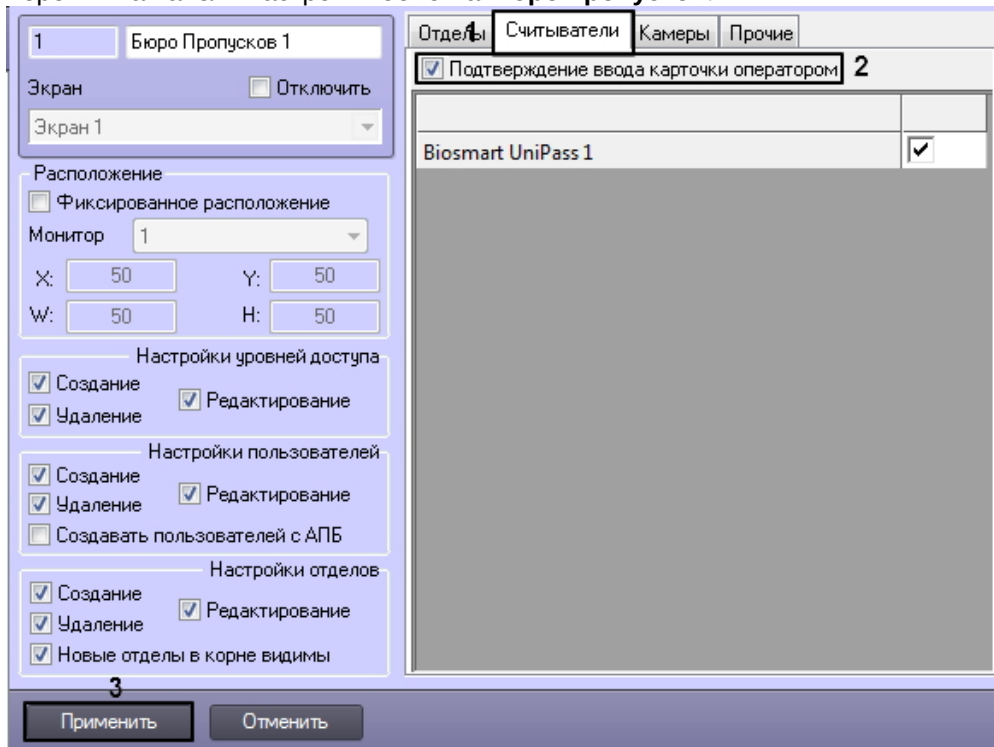 1 Бюро Пропусков 1
Экран Отключить
Экран 1
Расположение
Фиксированное расположение
Монитор 1
X: 50 Y: 50
W: 50 H: 50
Настройки уровней доступа
Создание
Редактирование
Удаление
Настройки пользователей
Создание
Редактирование
Удаление
Создавать пользователей с АПБ
Настройки отделов
Создание
Редактирование
Удаление
Новые отделы в корне видимы
3
Применить Отменить
Отделы 1 Считыватели Камеры Прочие
Подтверждение ввода карточки оператором 2
Biosmart UniPass 1